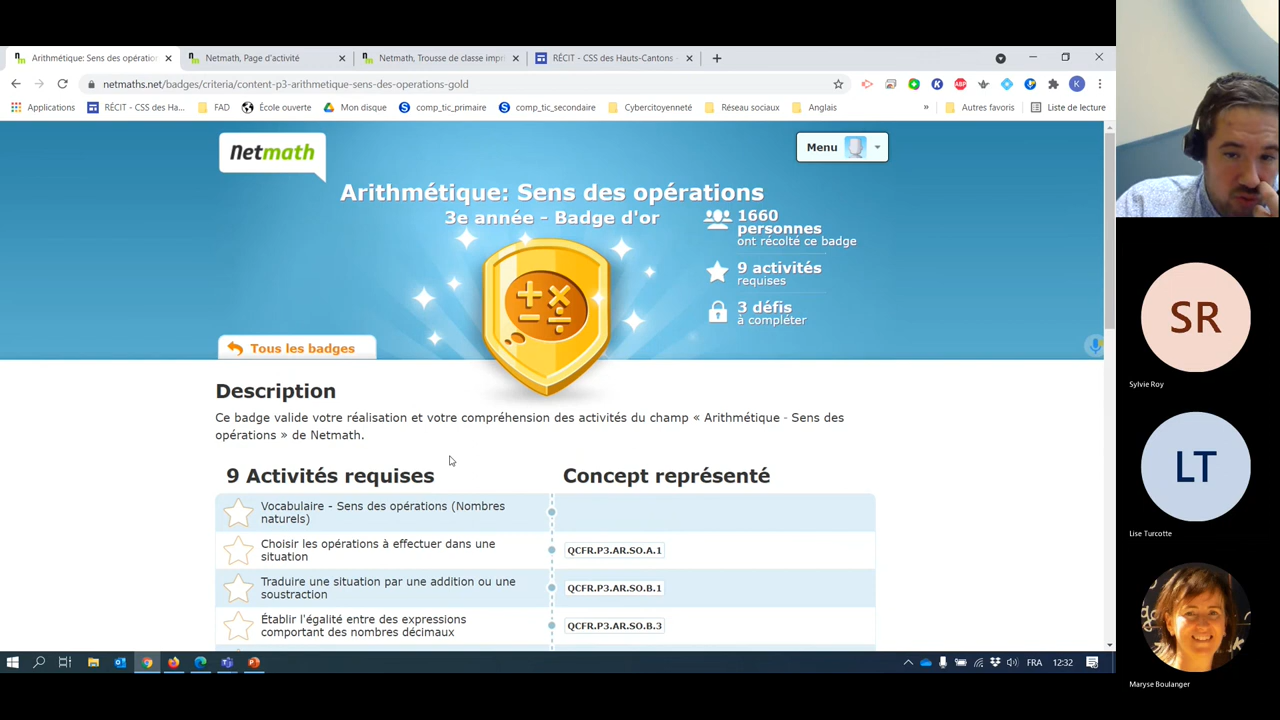 Arithmétique: Sens des opération
Netmath, Page d'activité
Netmath, Trousse de classe impri
RÉCIT - CSS des Hauts-Cantons -
netmaths.net/badges/criteria/content-p3-arithmetique-sens-des-operations-gold
K
Applications
RÉCIT - CSS des Ha...
FAD
École ouverte
Mon disque
comp_tic_primaire
comp_tic_secondaire
Cybercitoyenneté
Réseau sociaux
Anglais
»
Autres favoris
Liste de lecture
Netmath
Menu
Arithmétique: Sens des opérations
3e année - Badge d'or
1660
personnes
ont récolté ce badge
9 activités
requises
3 défis
à compléter
Tous les badges
Description
Ce badge valide votre réalisation et votre compréhension des activités du champ « Arithmétique - Sens des
opérations » de Netmath.
9 Activités requises
Concept représenté
Vocabulaire - Sens des opérations (Nombres
naturels)
Choisir les opérations à effectuer dans une
situation
QCFR.P3.AR.SO.A.1
Traduire une situation par une addition ou une
soustraction
QCFR.P3.AR.SO.B.1
Établir l'égalité entre des expressions
comportant des nombres décimaux
QCFR.P3.AR.SO.B.3
FRA
12:32
SR
Sylvie Roy
LT
Lise Turcotte
Maryse Boulanger